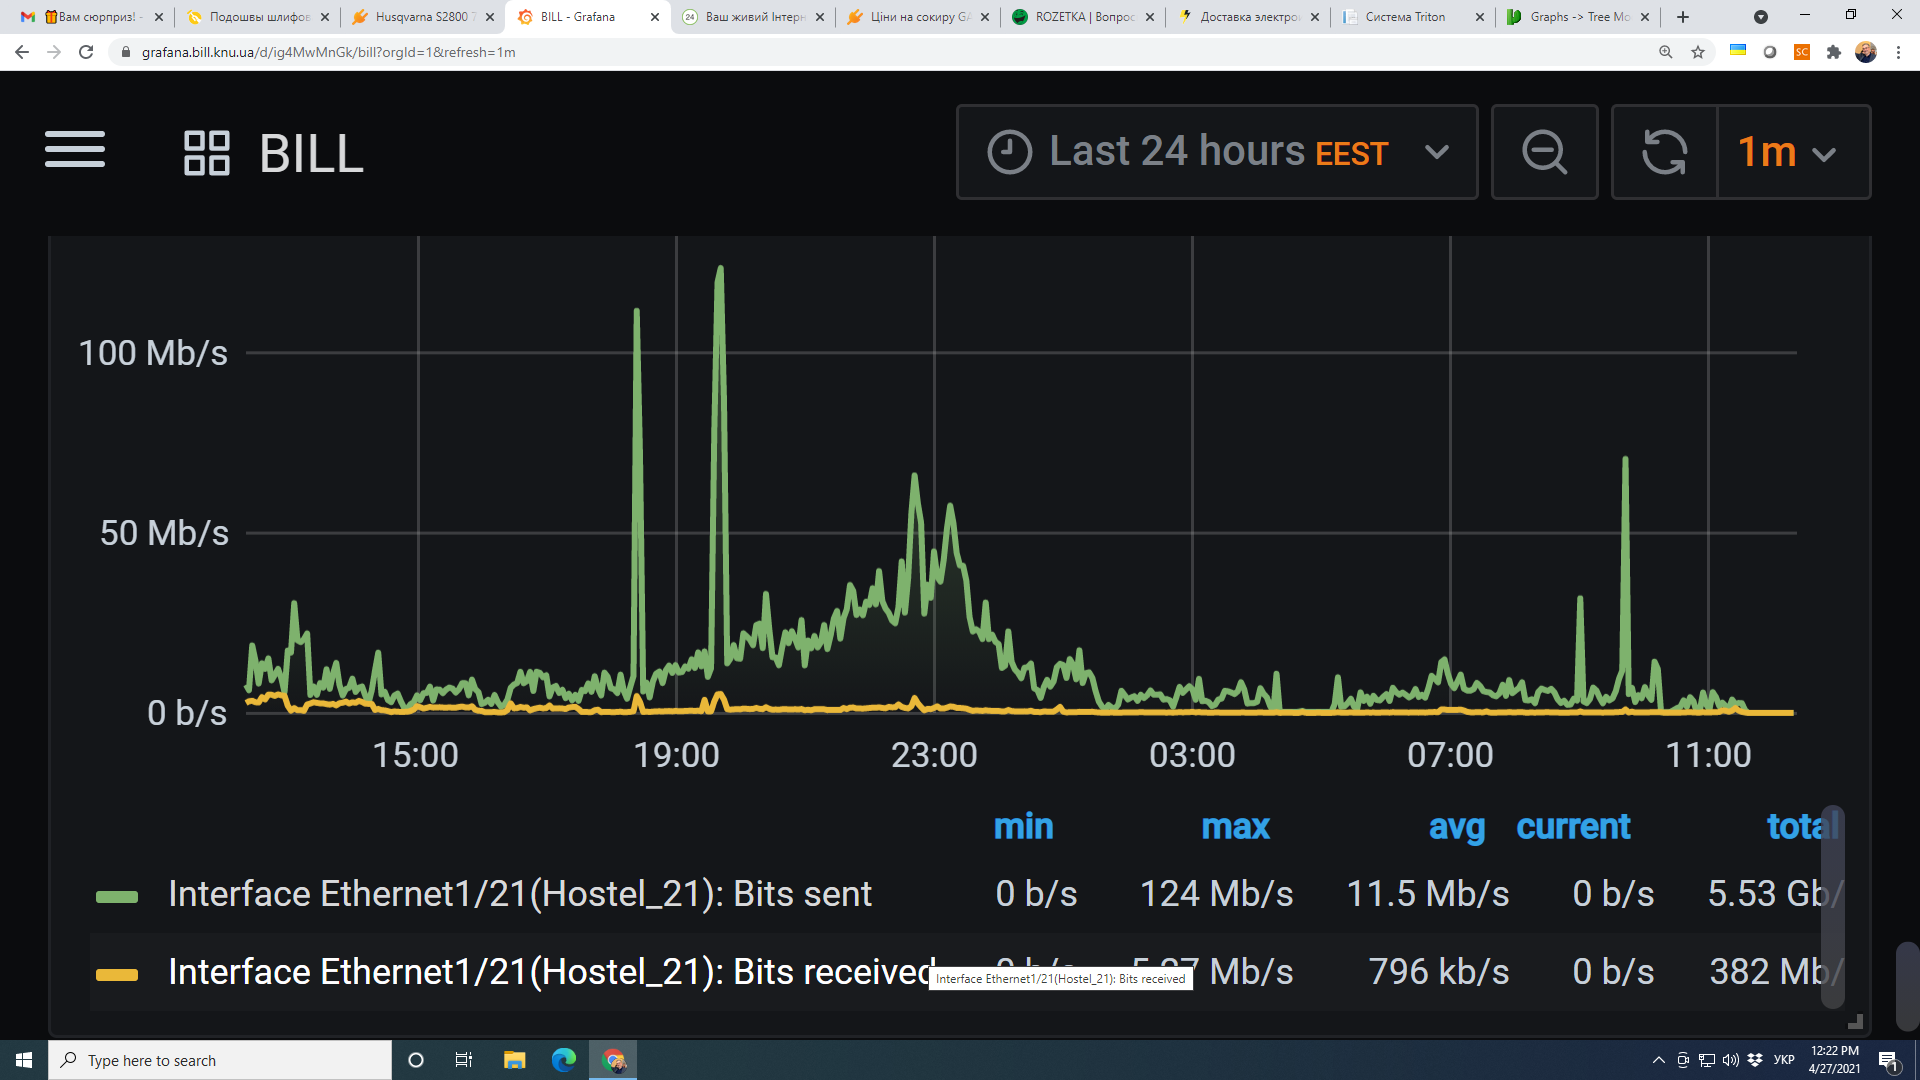 Вам сюрприз! -
Подошвы шлифов
Husqvarna S2800 7
BILL - Grafana
24 Ваш живий Інтерн
Ціни на сокиру GA
ROZETKA | Вопрос
Доставка электро
Система Triton
Graphs -> Tree Mo
grafana.bill.knu.ua/d/ig4MwMnGk/bill?orgId=1&refresh=1m
SC
BILL
Last 24 hours EEST
1m
100 Mb/s
50 Mb/s
0 b/s
15:00 19:00 23:00 03:00 07:00 11:00
min max avg current total
Interface Ethernet1/21(Hostel_21): Bits sent 0 b/s 124 Mb/s 11.5 Mb/s 0 b/s 5.53 Gb/
Interface Ethernet1/21(Hostel_21): Bits received Mb/s 796 kb/s 0 b/s 382 Mb/
Interface Ethernet1/21(Hostel_21): Bits received
Type here to search
УКР
12:22 PM
4/27/2021
1